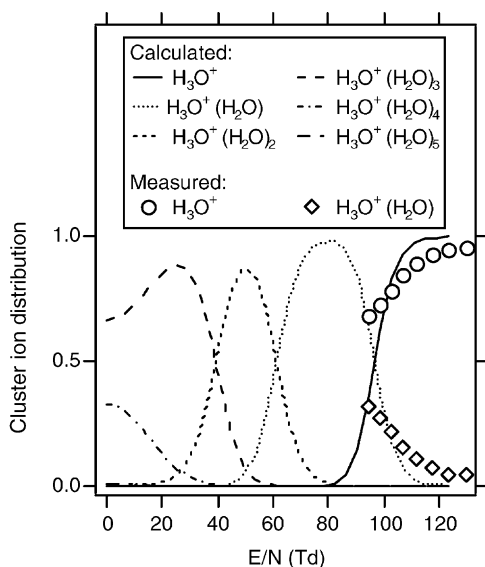 Calculated:
H₃O⁺
H₃O⁺ (H₂O)
H₃O⁺ (H₂O)₂
H₃O⁺ (H₂O)₃
H₃O⁺ (H₂O)₄
H₃O⁺ (H₂O)₅
Measured:
H₃O⁺
H₃O⁺ (H₂O)
Cluster ion distribution
1.0
0.5
0.0
0 20 40 60 80 100 120
E/N (Td)